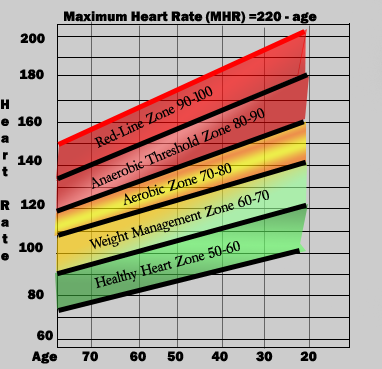 Maximum Heart Rate (MHR) =220 - age
200
180
160
140
120
100
80
60
Heart Rate
Red-Line Zone 90-100
Anaerobic Threshold Zone 80-90
Aerobic Zone 70-80
Weight Management Zone 60-70
Healthy Heart Zone 50-60
Age 70 60 50 40 30 20